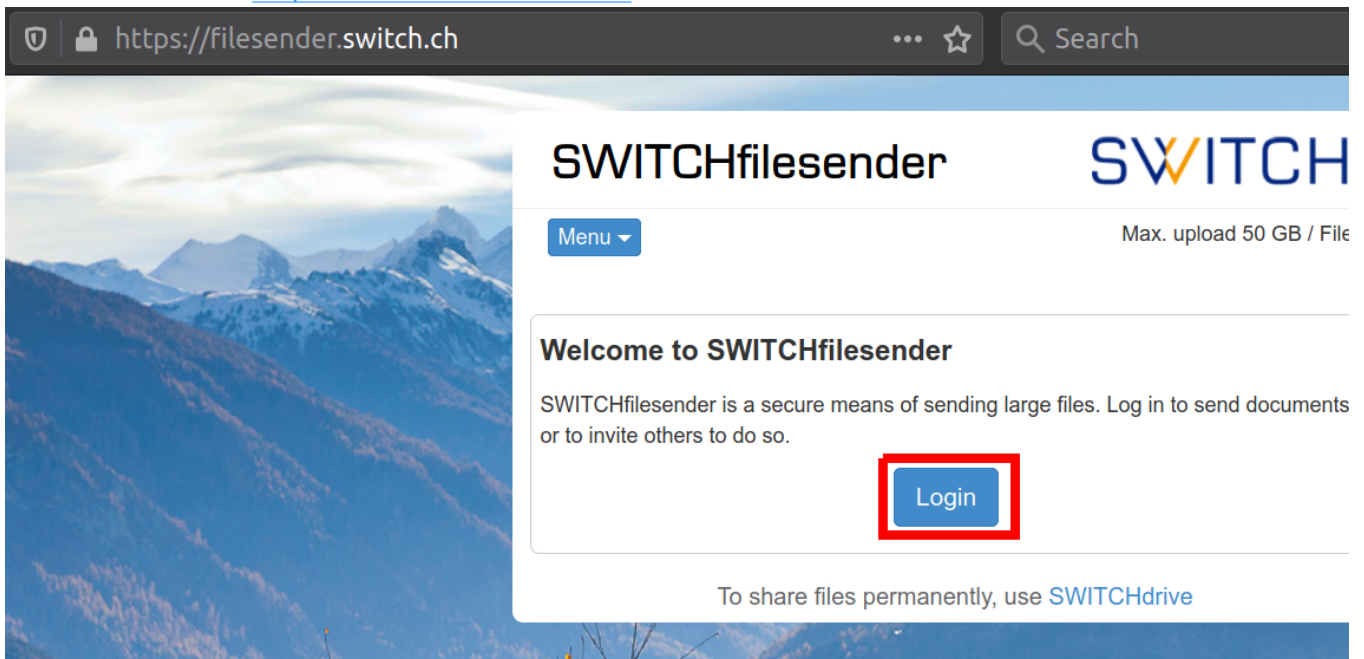 https://filesender.switch.ch
Search
SWITCHfilesender
SWITCH
Menu
Max. upload 50 GB / File
Welcome to SWITCHfilesender
SWITCHfilesender is a secure means of sending large files. Log in to send documents
or to invite others to do so.
Login
To share files permanently, use SWITCHdrive